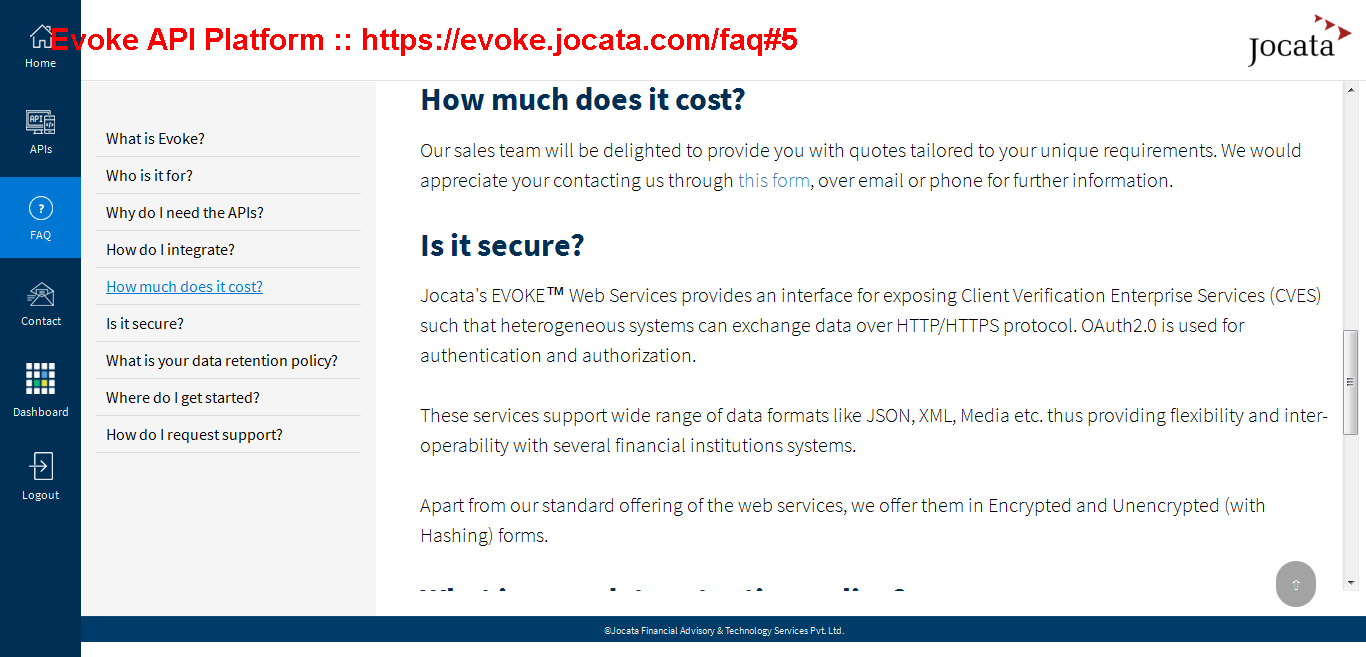 Evoke API Platform :: https://evoke.jocata.com/faq#5
Jocata
Home
APIs
FAQ
Contact
Dashboard
Logout
What is Evoke?
Who is it for?
Why do I need the APIs?
How do I integrate?
How much does it cost?
Is it secure?
What is your data retention policy?
Where do I get started?
How do I request support?
How much does it cost?
Our sales team will be delighted to provide you with quotes tailored to your unique requirements. We would
appreciate your contacting us through this form, over email or phone for further information.
Is it secure?
Jocata's EVOKE™ Web Services provides an interface for exposing Client Verification Enterprise Services (CVES)
such that heterogeneous systems can exchange data over HTTP/HTTPS protocol. OAuth2.0 is used for
authentication and authorization.
These services support wide range of data formats like JSON, XML, Media etc. thus providing flexibility and inter-
operability with several financial institutions systems.
Apart from our standard offering of the web services, we offer them in Encrypted and Unencrypted (with
Hashing) forms.
©Jocata Financial Advisory & Technology Services Pvt. Ltd.